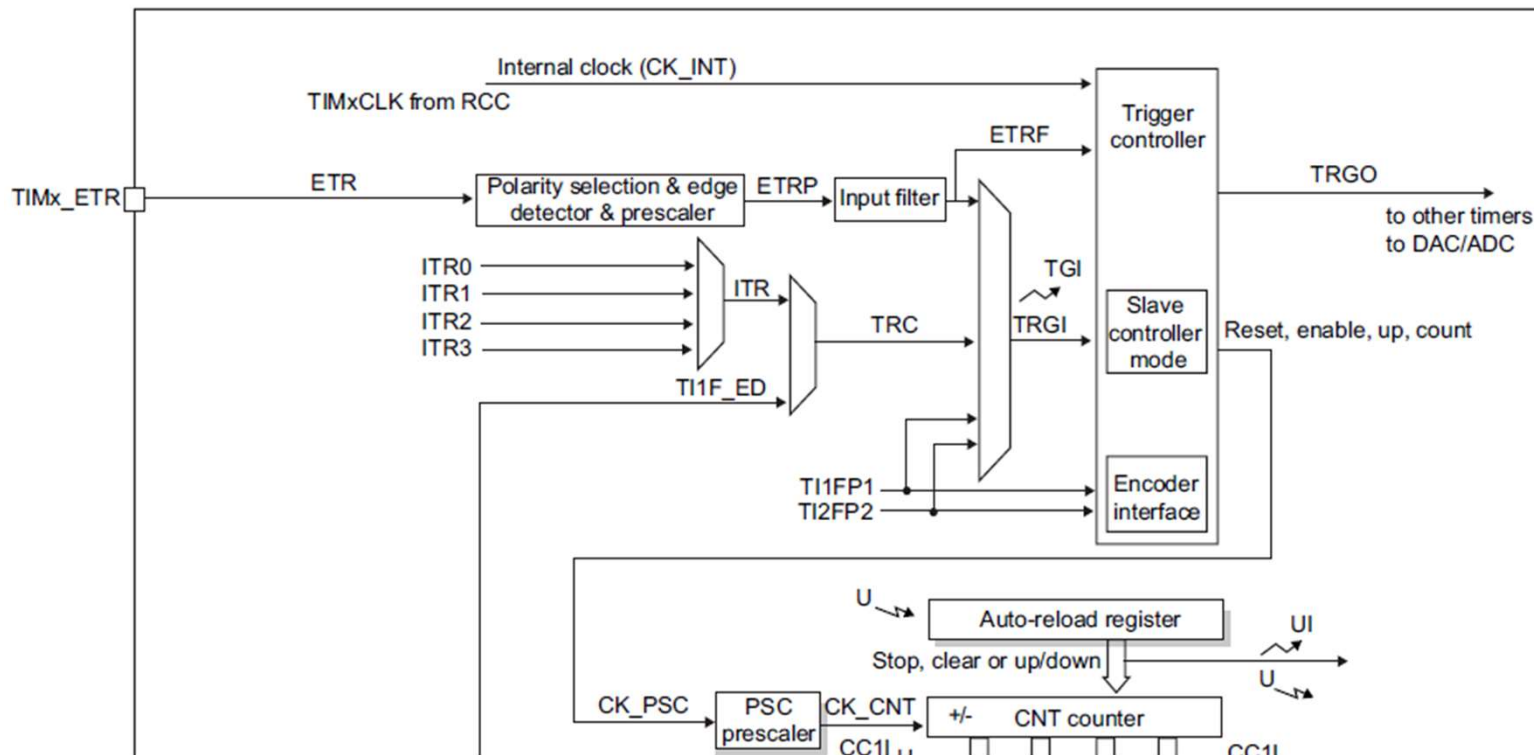 Internal clock (CK_INT)
TIMxCLK from RCC
Trigger
controller
ETRF
TRGO
to other timers
to DAC/ADC
TIMx_ETR
ETR
Polarity selection & edge
detector & prescaler
ETRP
Input filter
ITR0
ITR1
ITR2
ITR3
ITR
TRC
TGI
TRGI
Slave
controller
mode
Reset, enable, up, count
TI1F_ED
TI1FP1
TI2FP2
Encoder
interface
U
Auto-reload register
UI
Stop, clear or up/down
U
CK_PSC
PSC
prescaler
CK_CNT
+/-
CNT counter
CC1I
U
CC1I